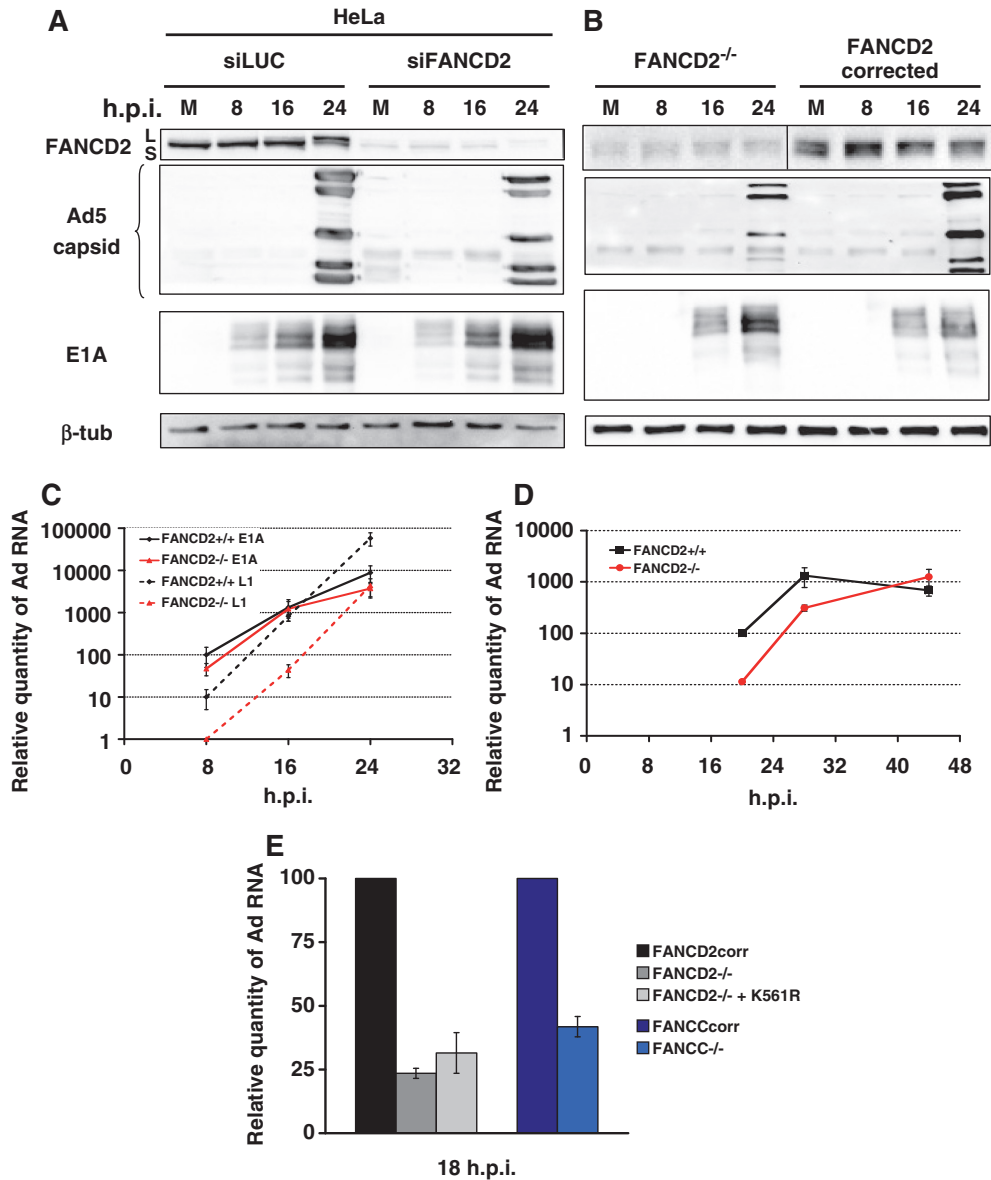 A
HeLa
siLUC
siFANCD2
h.p.i. M 8 16 24 M 8 16 24
FANCD2
L
S
Ad5
capsid
E1A
β-tub
B
FANCD2-/-
FANCD2
corrected
M 8 16 24 M 8 16 24
C
Relative quantity of Ad RNA
100000
10000
1000
100
10
1
FANCD2+/+ E1A
FANCD2-/- E1A
FANCD2+/+ L1
FANCD2-/- L1
0 8 16 24 32
h.p.i.
D
Relative quantity of Ad RNA
10000
1000
100
10
1
FANCD2+/+
FANCD2-/-
0 8 16 24 32 40 48
h.p.i.
E
Relative quantity of Ad RNA
100
75
50
25
0
18 h.p.i.
FANCD2corr
FANCD2-/-
FANCD2-/- + K561R
FANCCcorr
FANCC-/-